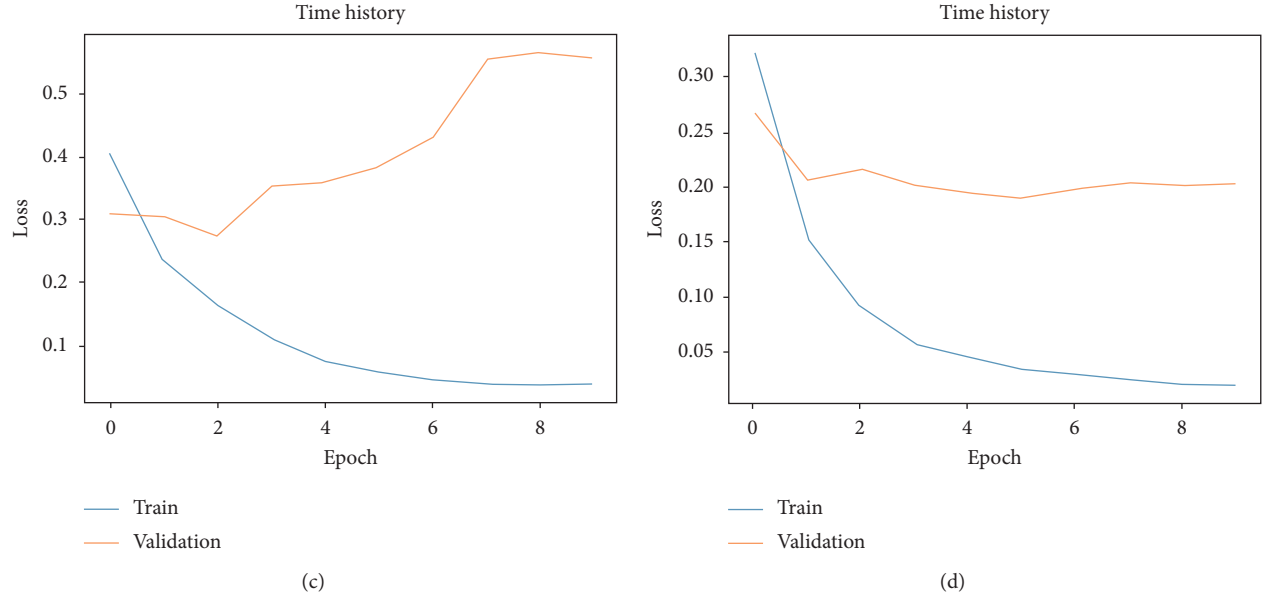 Time history
Loss
0.5
0.4
0.3
0.2
0.1
0 2 4 6 8
Epoch
Train
Validation
(c)
Time history
Loss
0.30
0.25
0.20
0.15
0.10
0.05
0 2 4 6 8
Epoch
Train
Validation
(d)